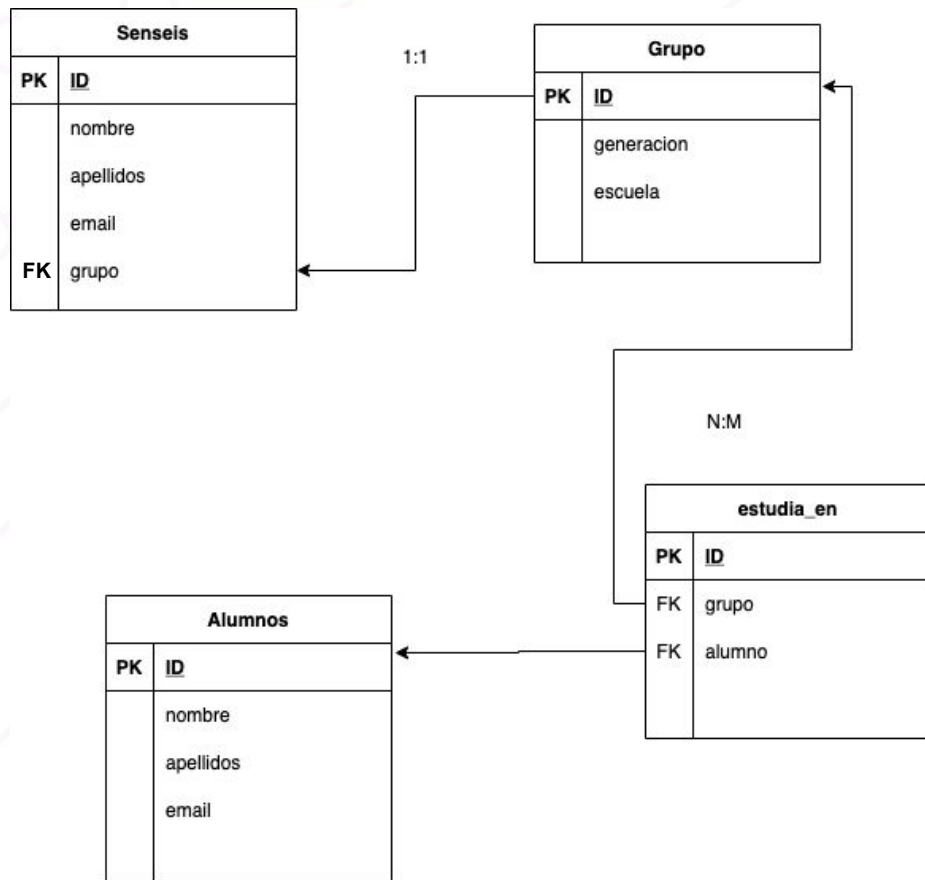 Senseis
PK ID
nombre
apellidos
email
FK grupo
1:1
Grupo
PK ID
generacion
escuela
N:M
estudia_en
PK ID
FK grupo
FK alumno
Alumnos
PK ID
nombre
apellidos
email